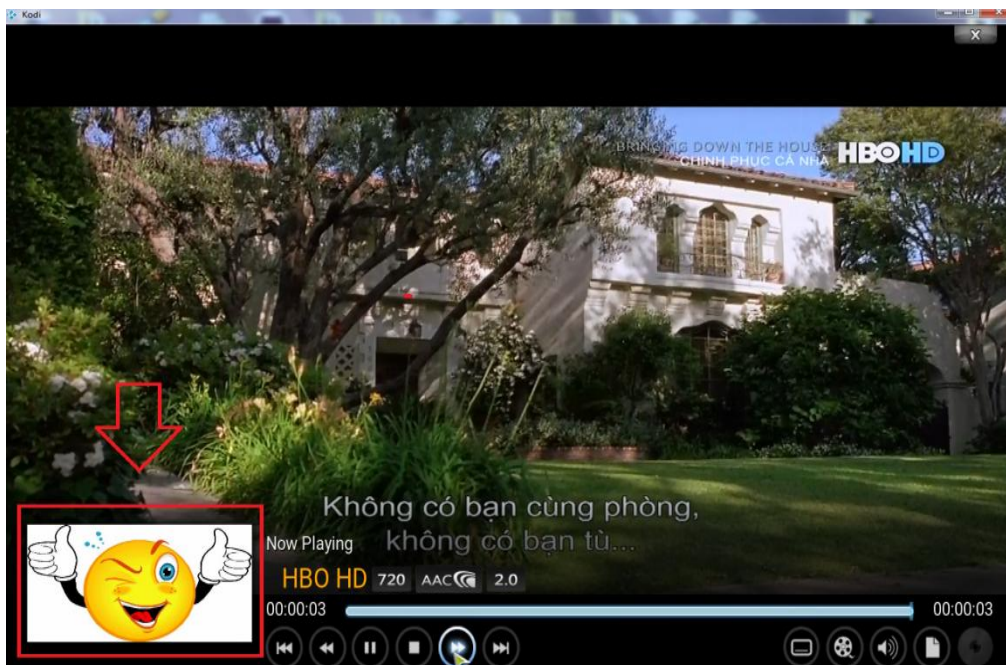 Kodi
X
BRINGING DOWN THE HOUSE
CHINH PHỤC CẢ NHÀ
HBO HD
Không có bạn cùng phòng,
không có bạn tù...
Now Playing
HBO HD 720 AAC 2.0
00:00:03 00:00:03